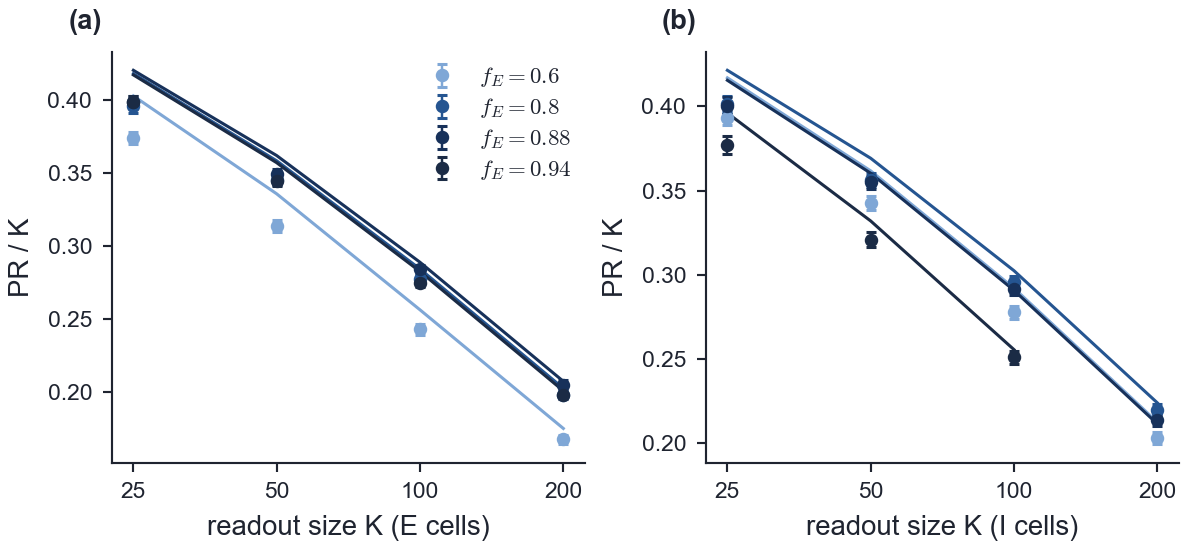 (a)
(b)
PR / K
0.40
0.35
0.30
0.25
0.20
f_E = 0.6
f_E = 0.8
f_E = 0.88
f_E = 0.94
25 50 100 200
readout size K (E cells)
PR / K
0.40
0.35
0.30
0.25
0.20
25 50 100 200
readout size K (I cells)